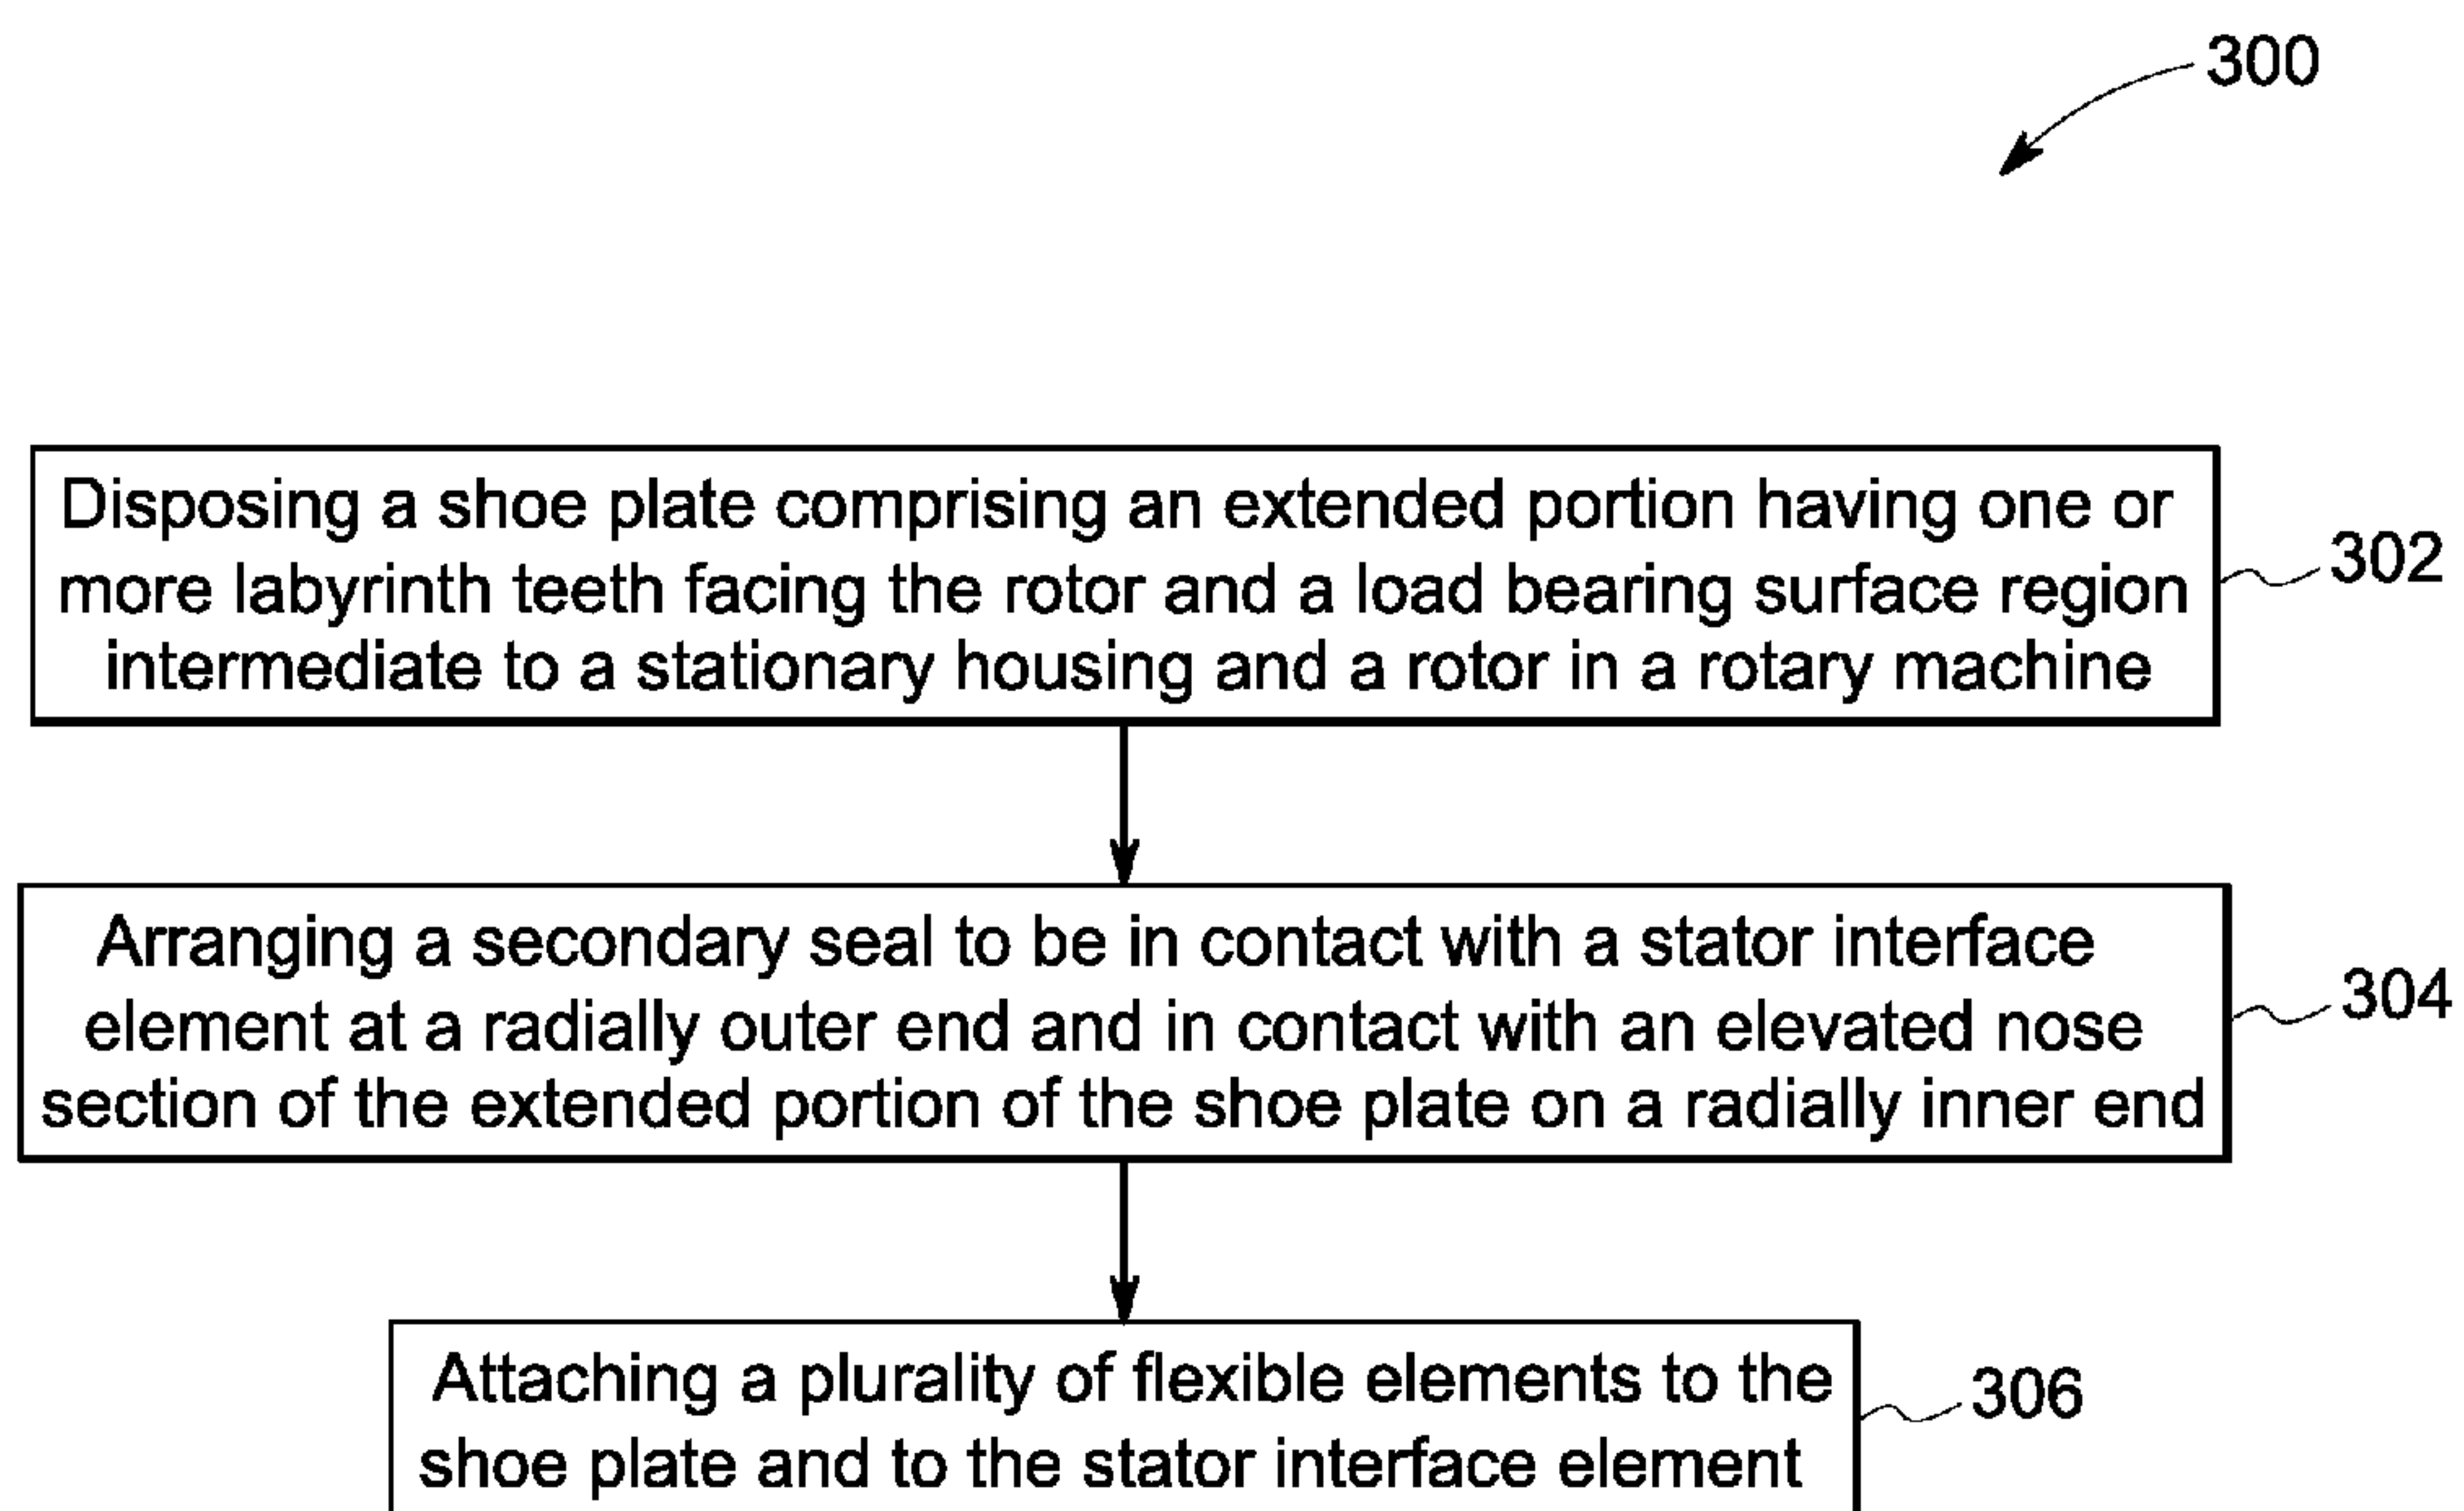 300
Disposing a shoe plate comprising an extended portion having one or
more labyrinth teeth facing the rotor and a load bearing surface region
intermediate to a stationary housing and a rotor in a rotary machine
302
Arranging a secondary seal to be in contact with a stator interface
element at a radially outer end and in contact with an elevated nose
section of the extended portion of the shoe plate on a radially inner end
304
Attaching a plurality of flexible elements to the
shoe plate and to the stator interface element
306